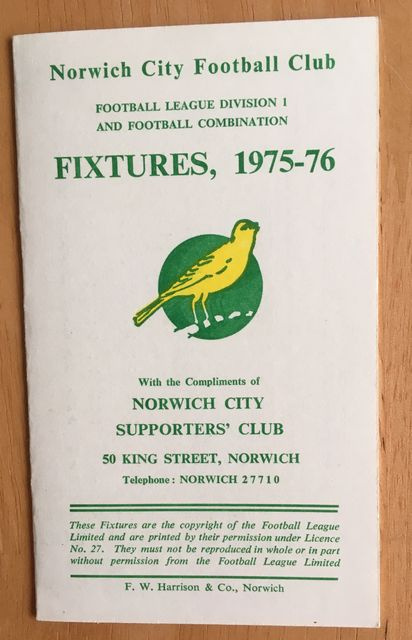 Norwich City Football Club
FOOTBALL LEAGUE DIVISION 1
AND FOOTBALL COMBINATION
FIXTURES, 1975-76
With the Compliments of
NORWICH CITY
SUPPORTERS' CLUB
50 KING STREET, NORWICH
Telephone : NORWICH 27710
These Fixtures are the copyright of the Football League
Limited and are printed by their permission under Licence
No. 27. They must not be reproduced in whole or in part
without permission from the Football League Limited
F. W. Harrison & Co., Norwich